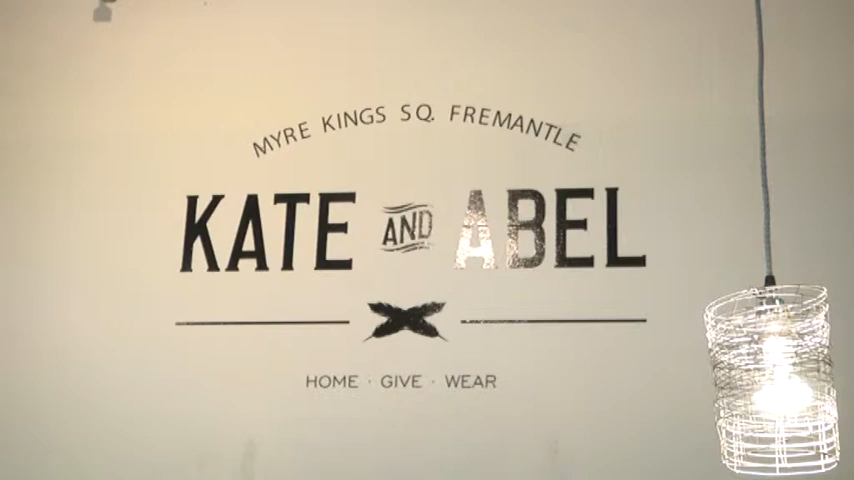 MYRE KINGS SQ. FREMANTLE
KATE AND ABEL
HOME · GIVE · WEAR